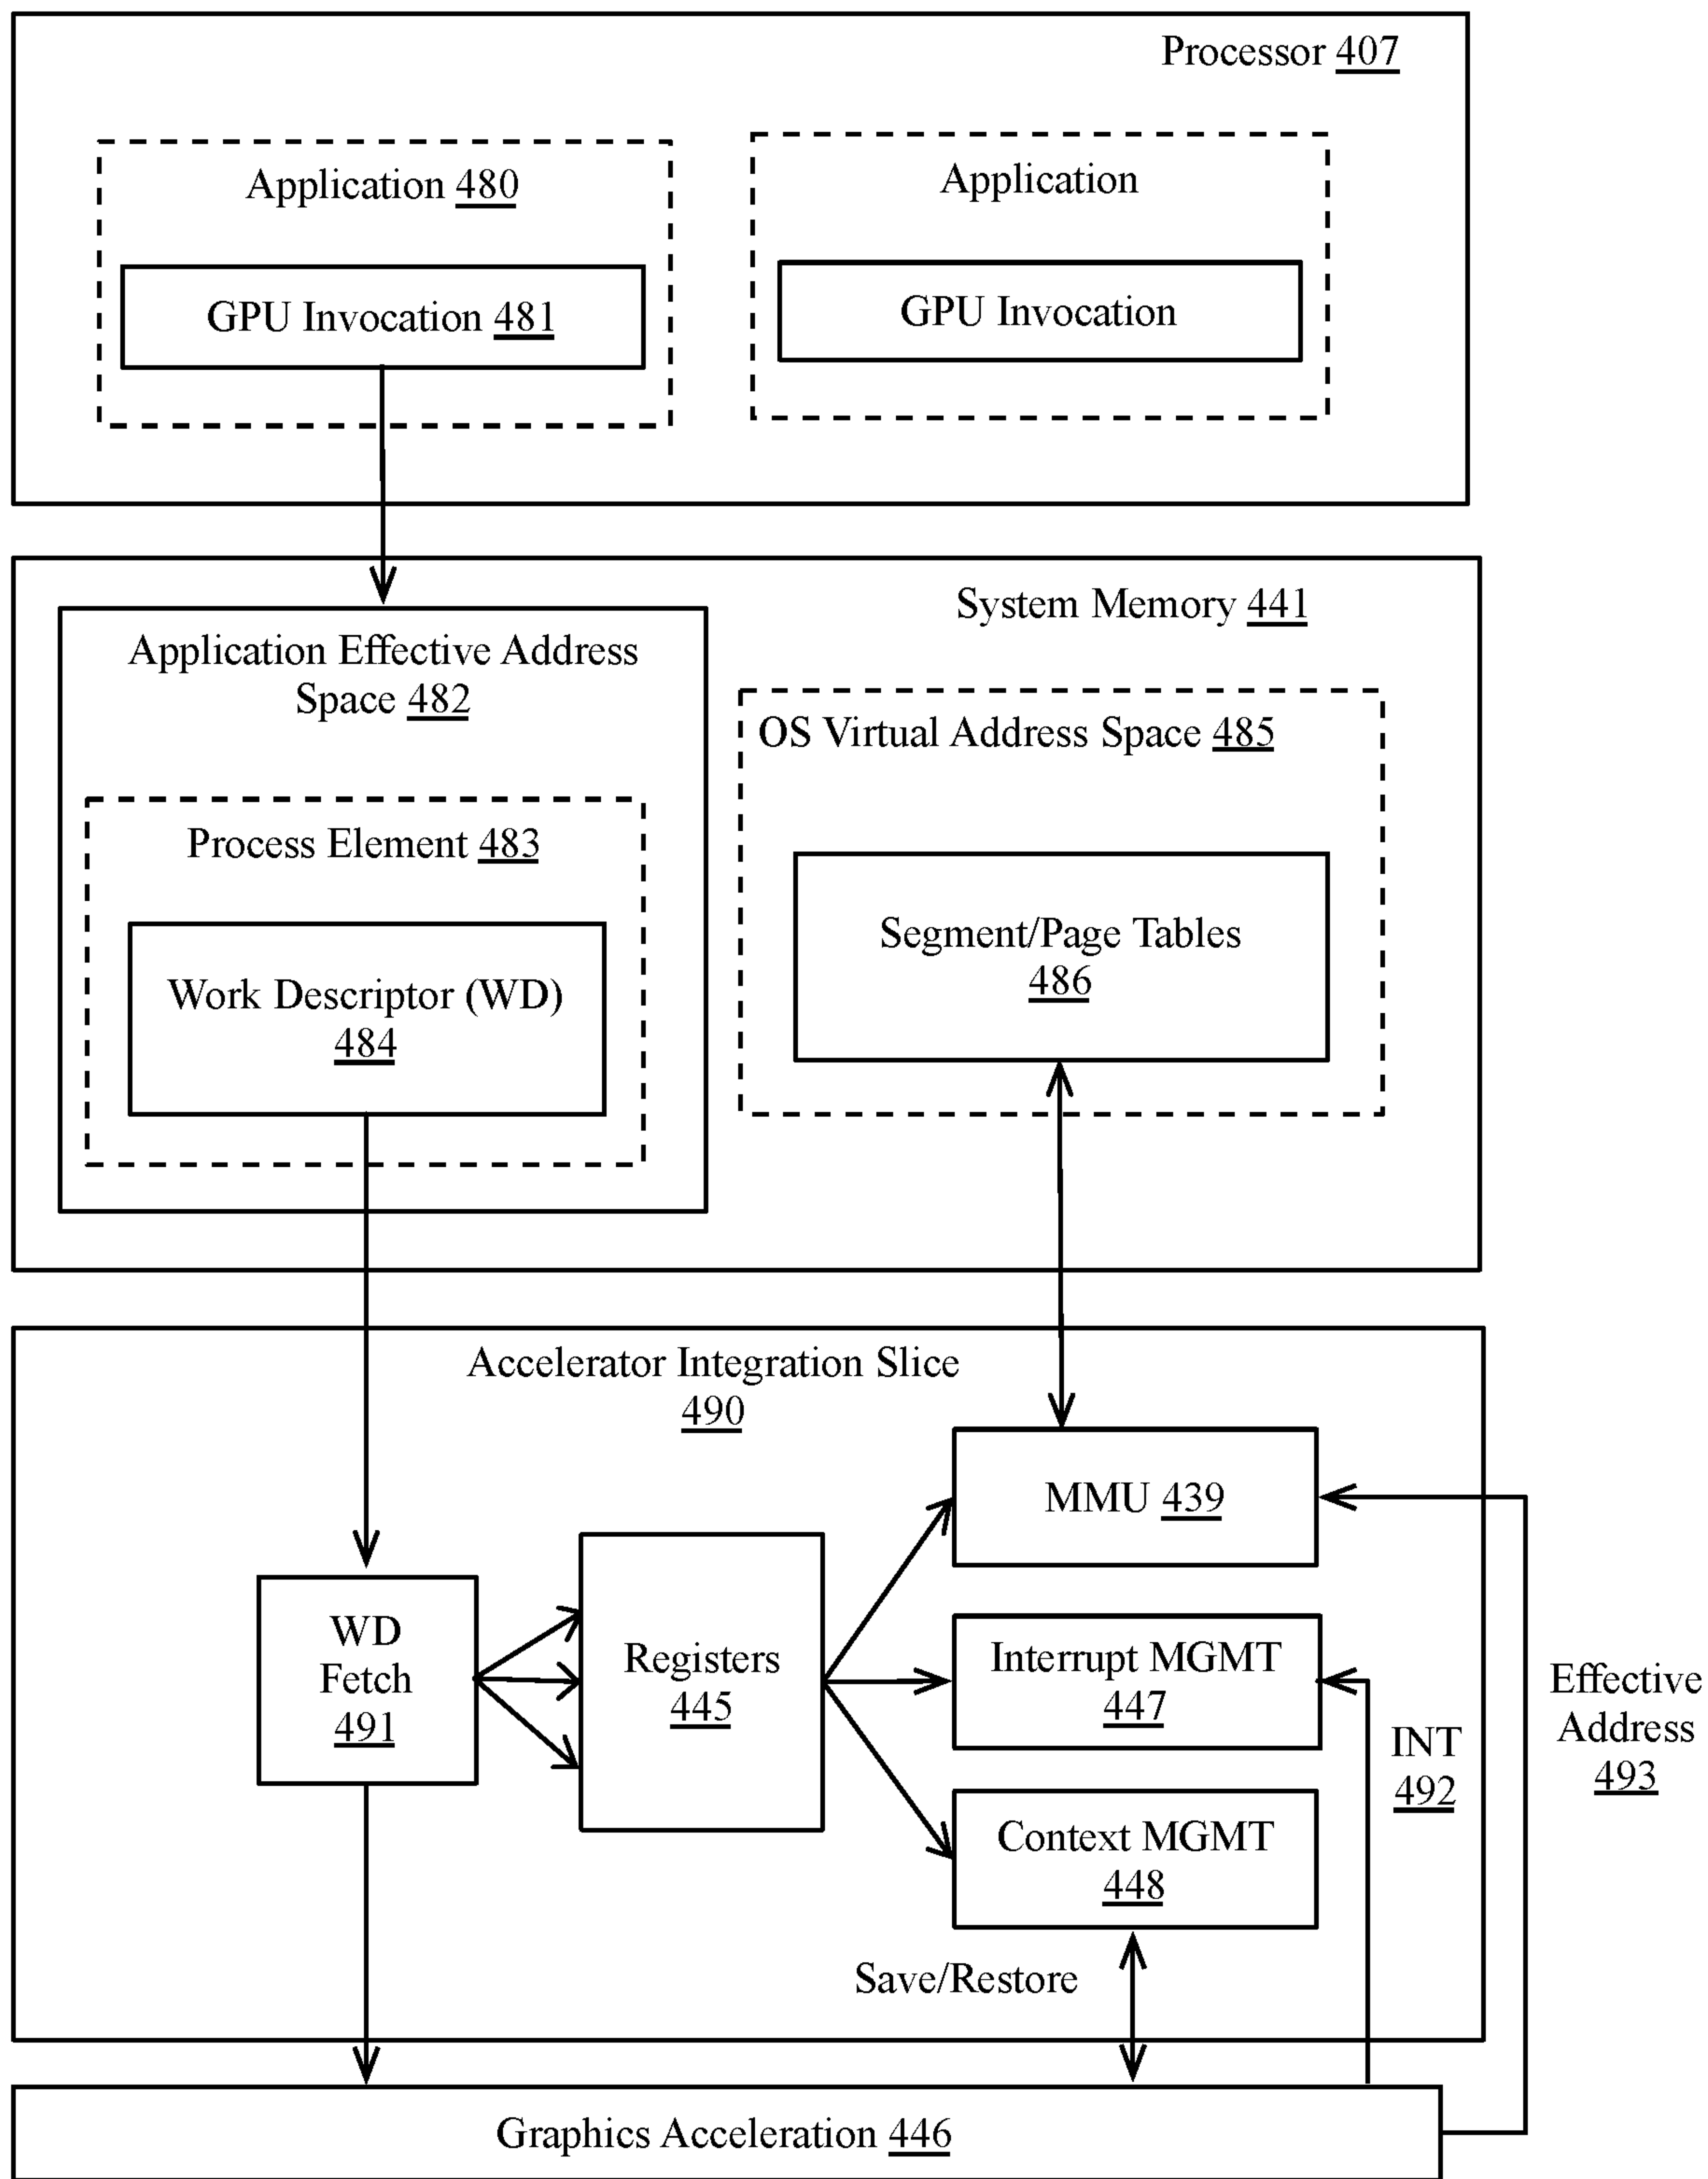 Processor 407
Application 480
Application
GPU Invocation 481
GPU Invocation
System Memory 441
Application Effective Address
Space 482
OS Virtual Address Space 485
Process Element 483
Segment/Page Tables
486
Work Descriptor (WD)
484
Accelerator Integration Slice
490
MMU 439
WD
Fetch
491
Registers
445
Interrupt MGMT
447
Effective
Address
493
INT
492
Context MGMT
448
Save/Restore
Graphics Acceleration 446